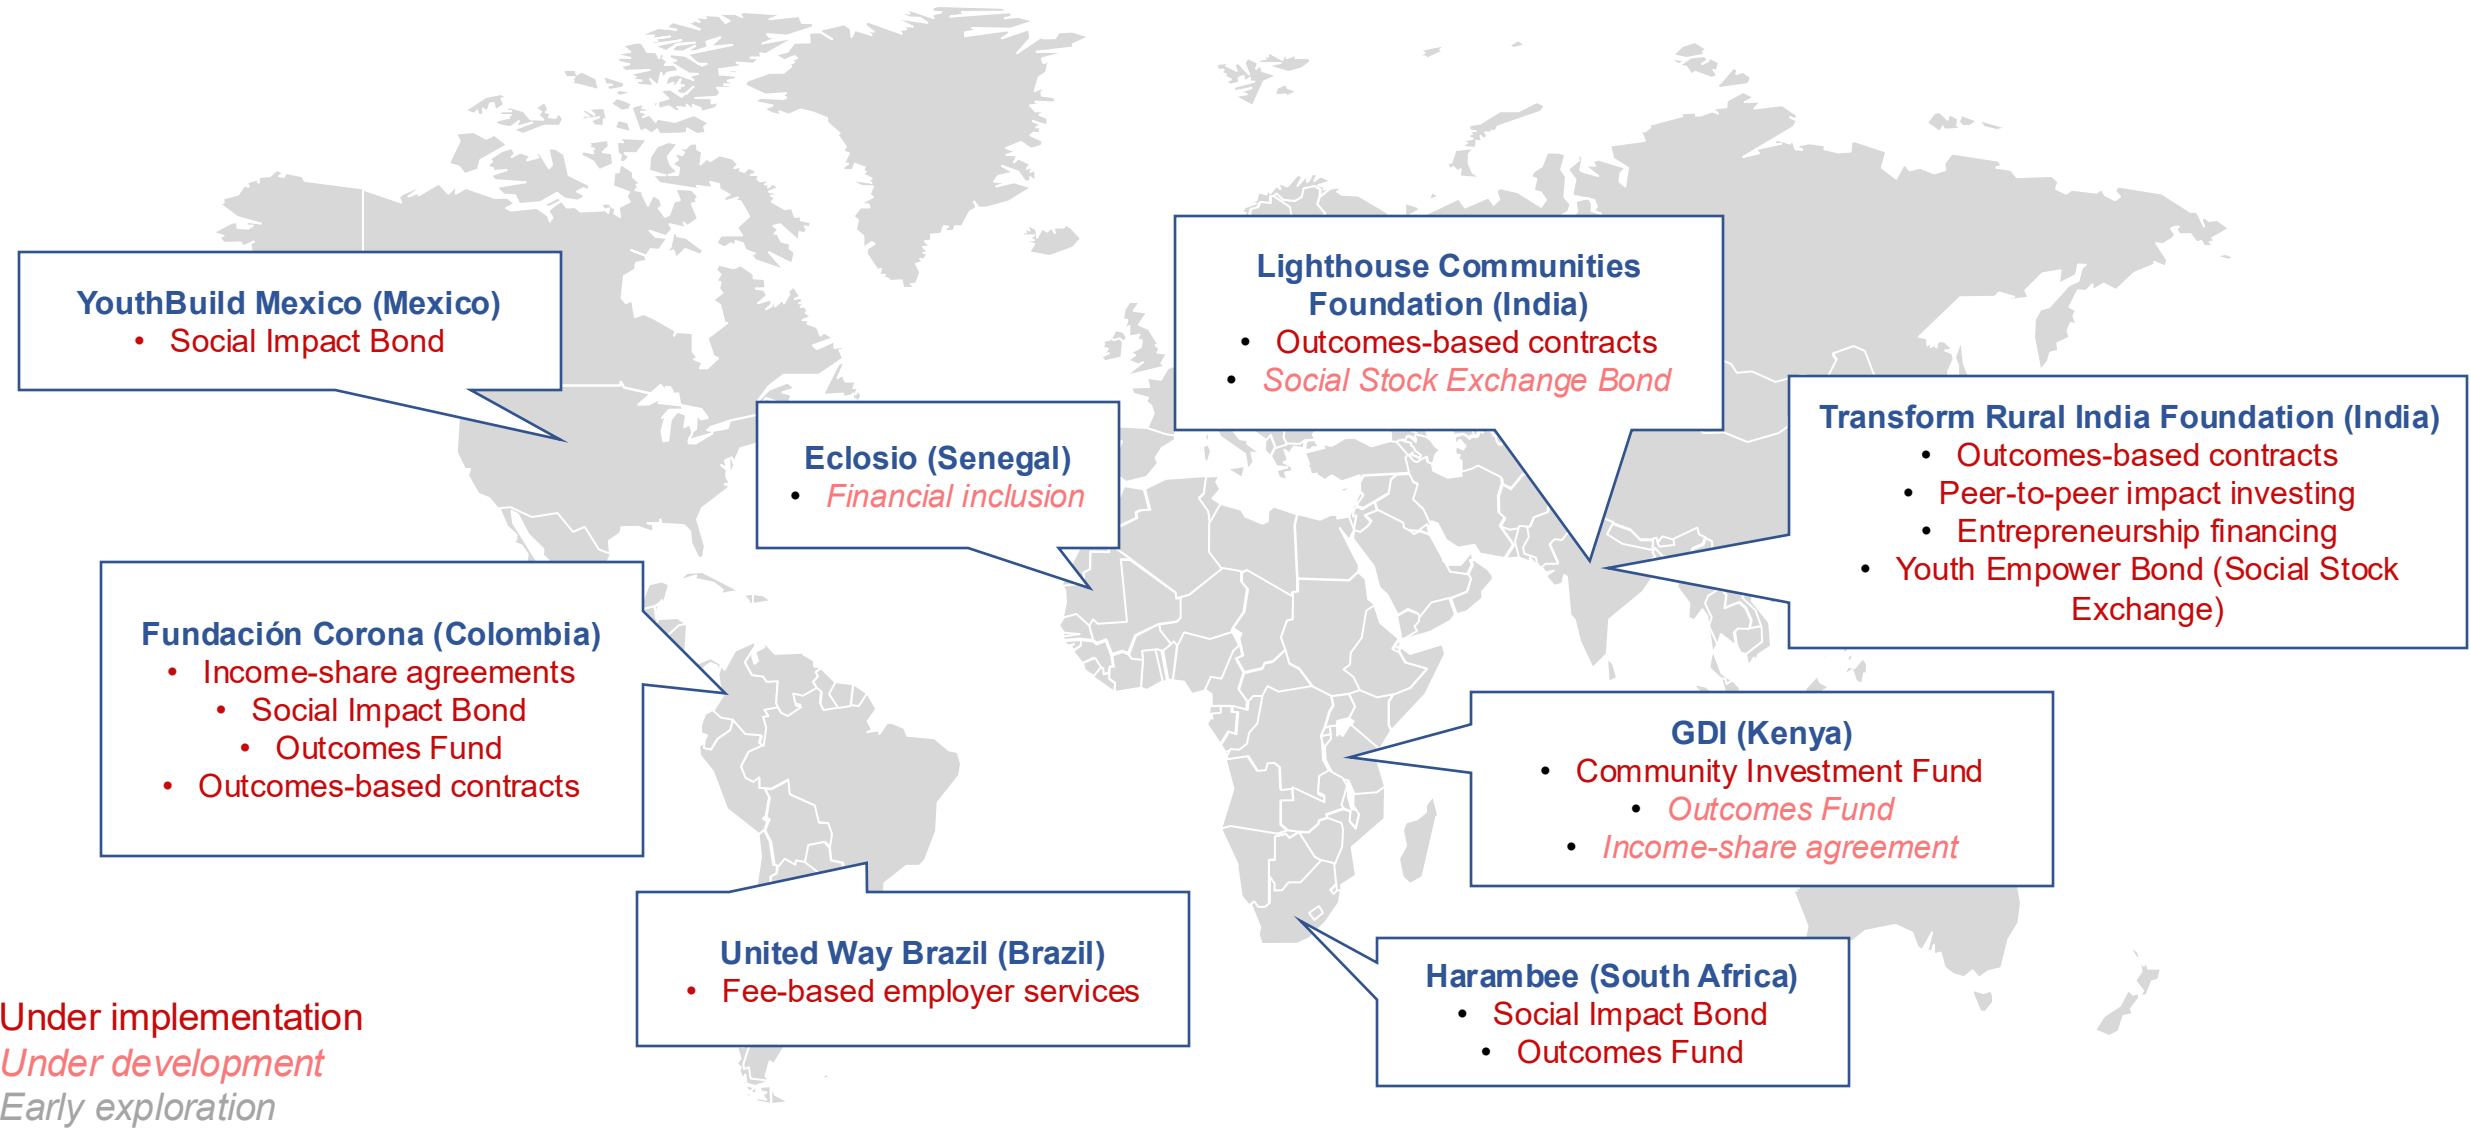 YouthBuild Mexico (Mexico)
• Social Impact Bond
Lighthouse Communities
Foundation (India)
• Outcomes-based contracts
• Social Stock Exchange Bond
Transform Rural India Foundation (India)
• Outcomes-based contracts
• Peer-to-peer impact investing
• Entrepreneurship financing
• Youth Empower Bond (Social Stock
Exchange)
Eclosio (Senegal)
• Financial inclusion
Fundación Corona (Colombia)
• Income-share agreements
• Social Impact Bond
• Outcomes Fund
• Outcomes-based contracts
GDI (Kenya)
• Community Investment Fund
• Outcomes Fund
• Income-share agreement
United Way Brazil (Brazil)
• Fee-based employer services
Harambee (South Africa)
• Social Impact Bond
• Outcomes Fund
Under implementation
Under development
Early exploration